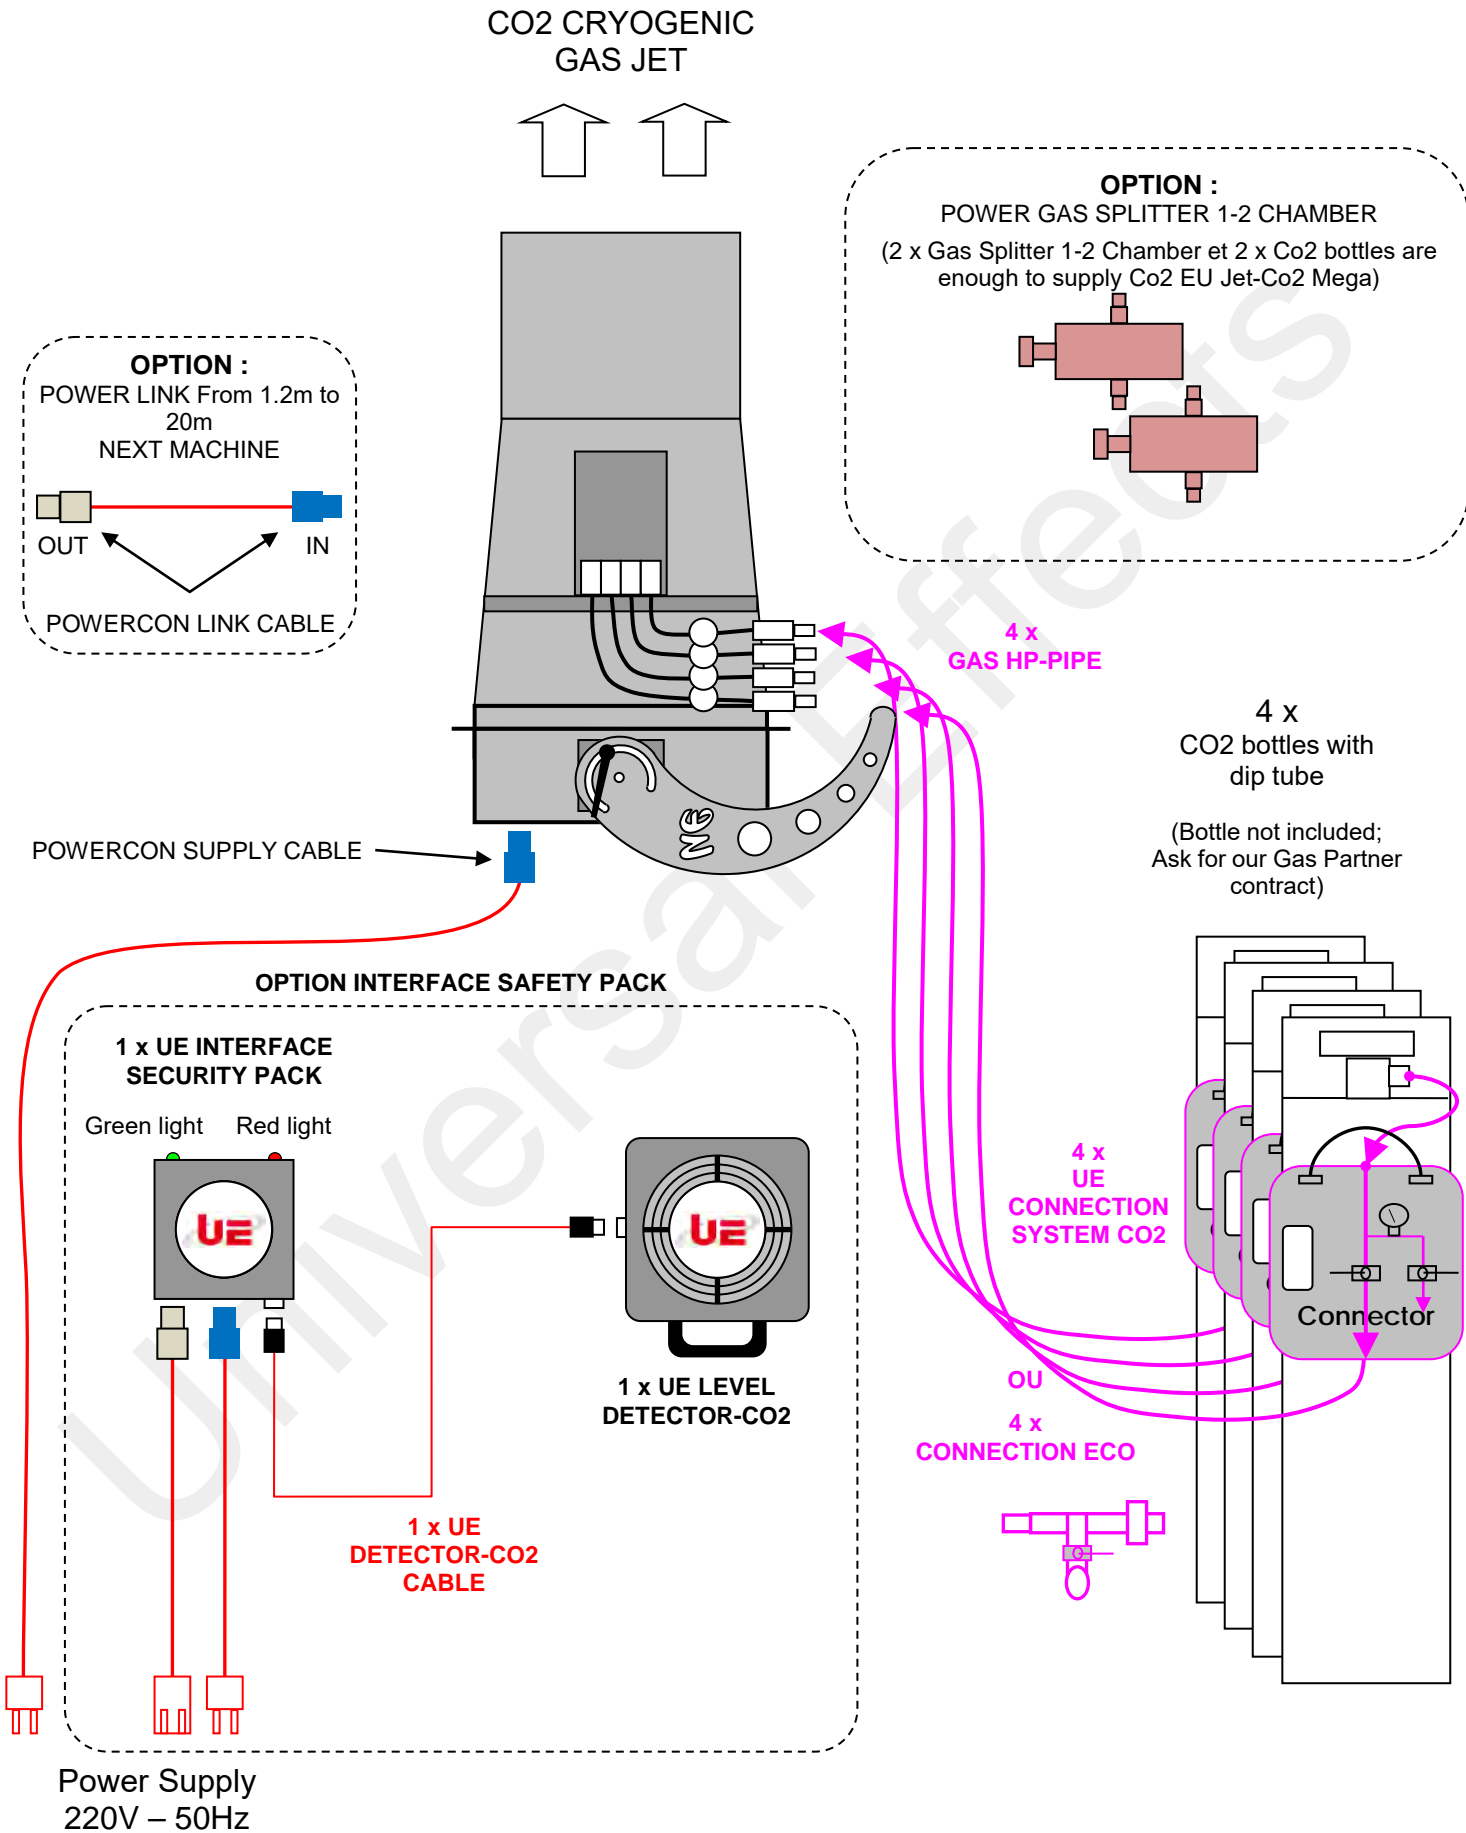 CO2 CRYOGENIC
GAS JET
OPTION :
POWER GAS SPLITTER 1-2 CHAMBER
(2 x Gas Splitter 1-2 Chamber et 2 x Co2 bottles are
enough to supply Co2 EU Jet-Co2 Mega)
OPTION :
POWER LINK From 1.2m to
20m
NEXT MACHINE
OUT
IN
POWERCON LINK CABLE
4 x
GAS HP-PIPE
4 x
CO2 bottles with
dip tube
(Bottle not included;
Ask for our Gas Partner
contract)
POWERCON SUPPLY CABLE
OPTION INTERFACE SAFETY PACK
1 x UE INTERFACE
SECURITY PACK
Green light
Red light
UE
UE
1 x UE LEVEL
DETECTOR-CO2
1 x UE
DETECTOR-CO2
CABLE
4 x
UE
CONNECTION
SYSTEM CO2
Connector
OU
4 x
CONNECTION ECO
Power Supply
220V – 50Hz
Universal Effects